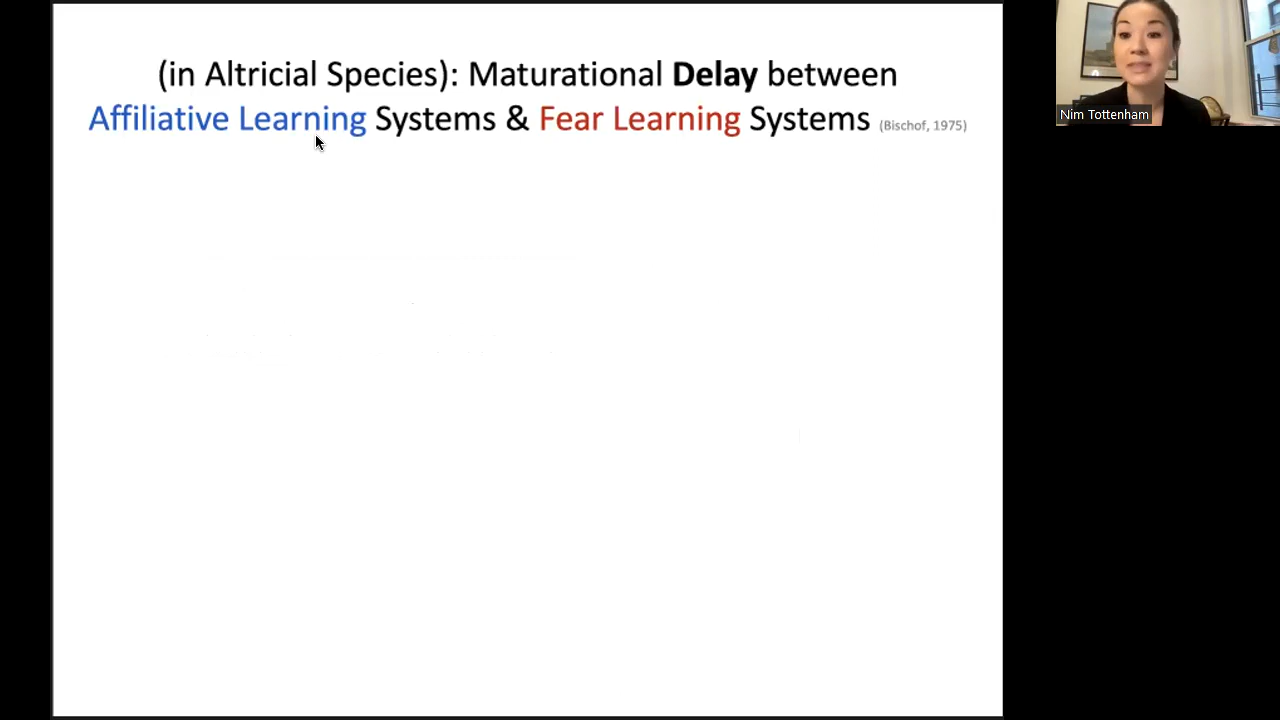 (in Altricial Species): Maturational Delay between
Affiliative Learning Systems & Fear Learning Systems (Bischof, 1975)
Nim Tottenham